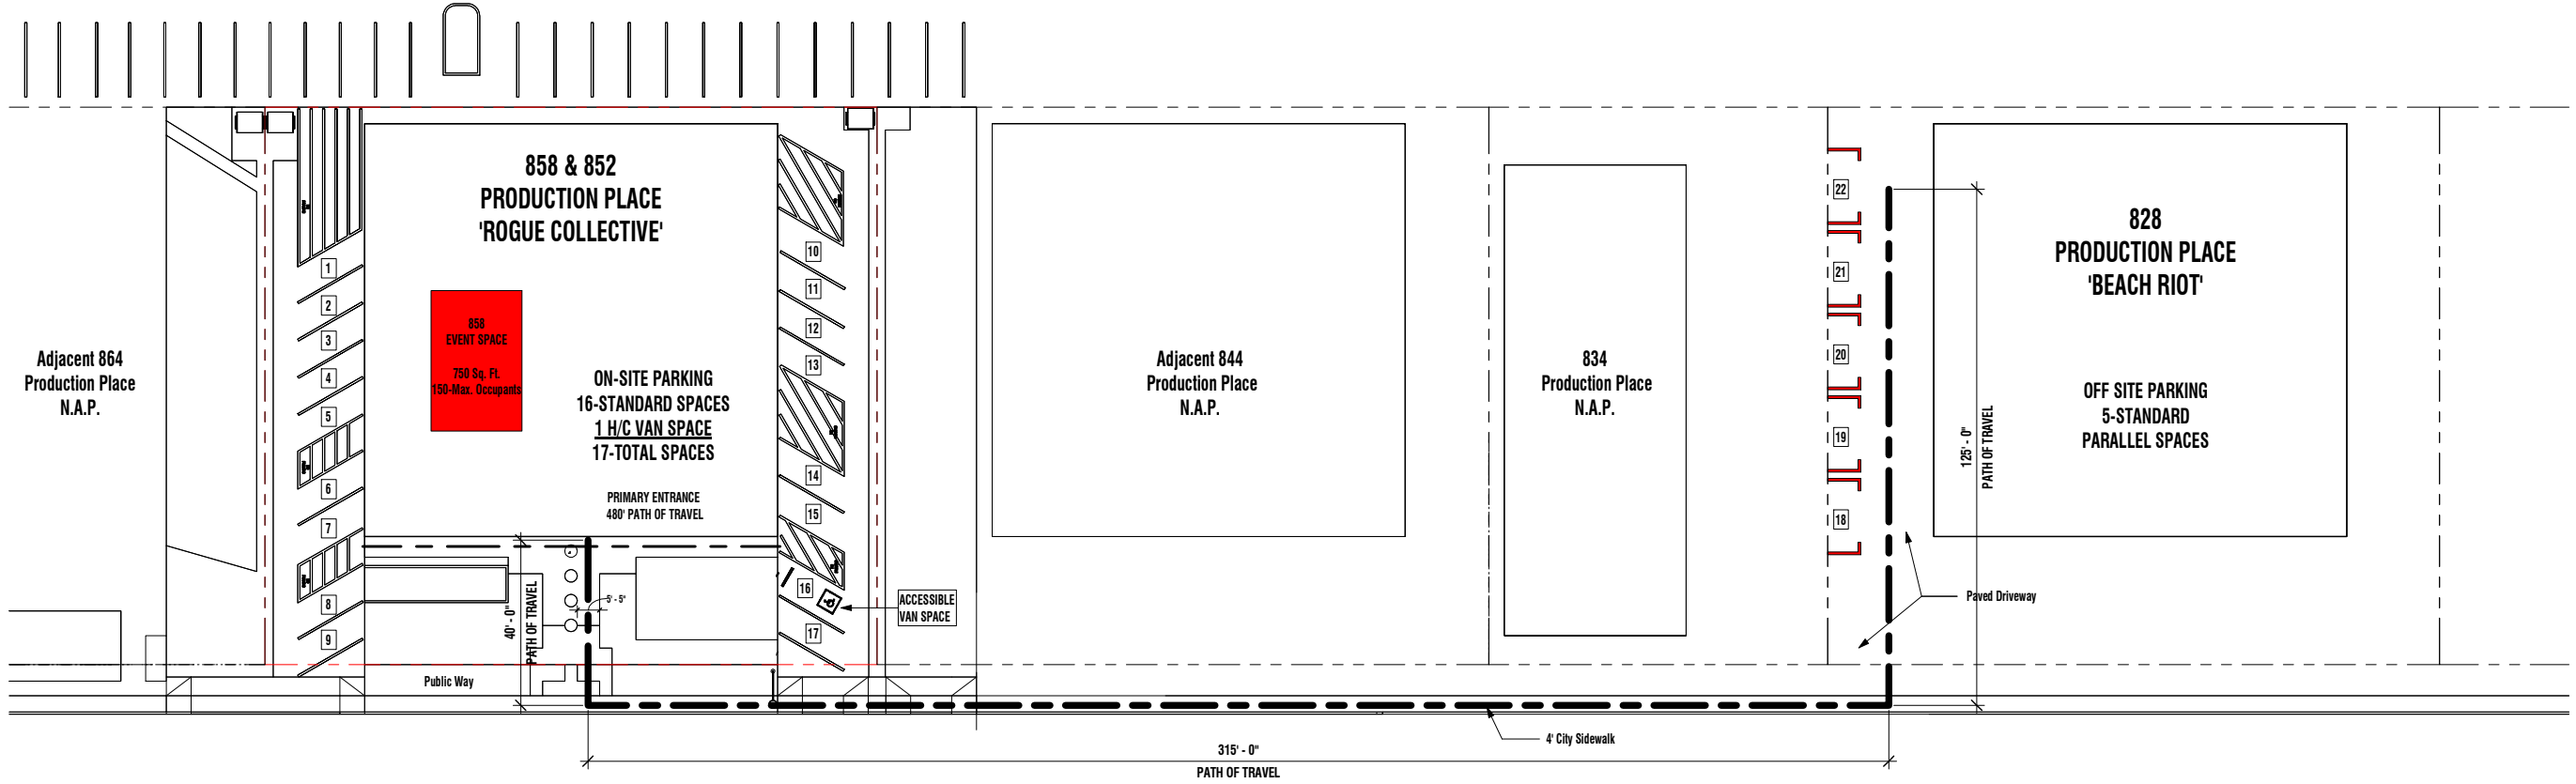 858 & 852
PRODUCTION PLACE
'ROGUE COLLECTIVE'
858
EVENT SPACE
750 Sq. Ft.
150-Max. Occupants
ON-SITE PARKING
16-STANDARD SPACES
1 H/C VAN SPACE
17-TOTAL SPACES
PRIMARY ENTRANCE
480' PATH OF TRAVEL
Adjacent 864
Production Place
N.A.P.
1
2
3
4
5
6
7
8
9
10
11
12
13
14
15
16
17
ACCESSIBLE
VAN SPACE
40' - 0"
PATH OF TRAVEL
5' - 5"
Public Way
Adjacent 844
Production Place
N.A.P.
834
Production Place
N.A.P.
22
21
20
19
18
828
PRODUCTION PLACE
'BEACH RIOT'
OFF SITE PARKING
5-STANDARD
PARALLEL SPACES
125' - 0"
PATH OF TRAVEL
Paved Driveway
4' City Sidewalk
315' - 0"
PATH OF TRAVEL